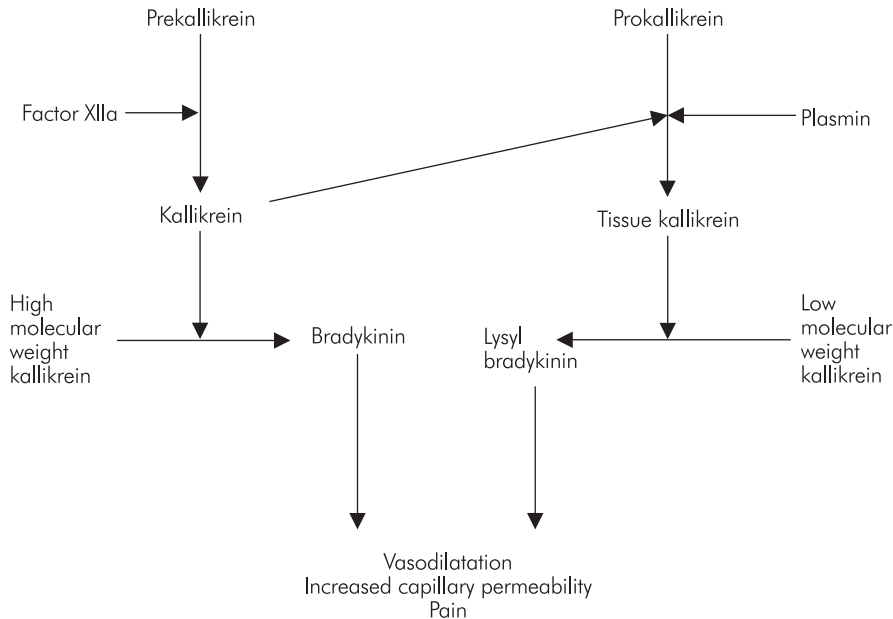 Prekallikrein
Prokallikrein
Factor XIIa
Plasmin
Kallikrein
Tissue kallikrein
High
molecular
weight
kallikrein
Bradykinin
Lysyl
bradykinin
Low
molecular
weight
kallikrein
Vasodilatation
Increased capillary permeability
Pain